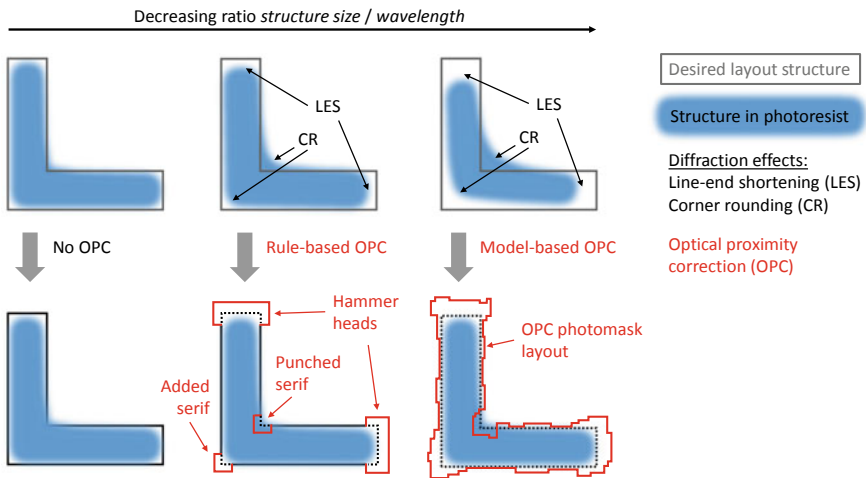 Decreasing ratio structure size / wavelength
LES
CR
LES
CR
Desired layout structure
Structure in photoresist
Diffraction effects:
Line-end shortening (LES)
Corner rounding (CR)
Optical proximity
correction (OPC)
No OPC
Rule-based OPC
Model-based OPC
Hammer
heads
Punched
serif
Added
serif
OPC photomask
layout